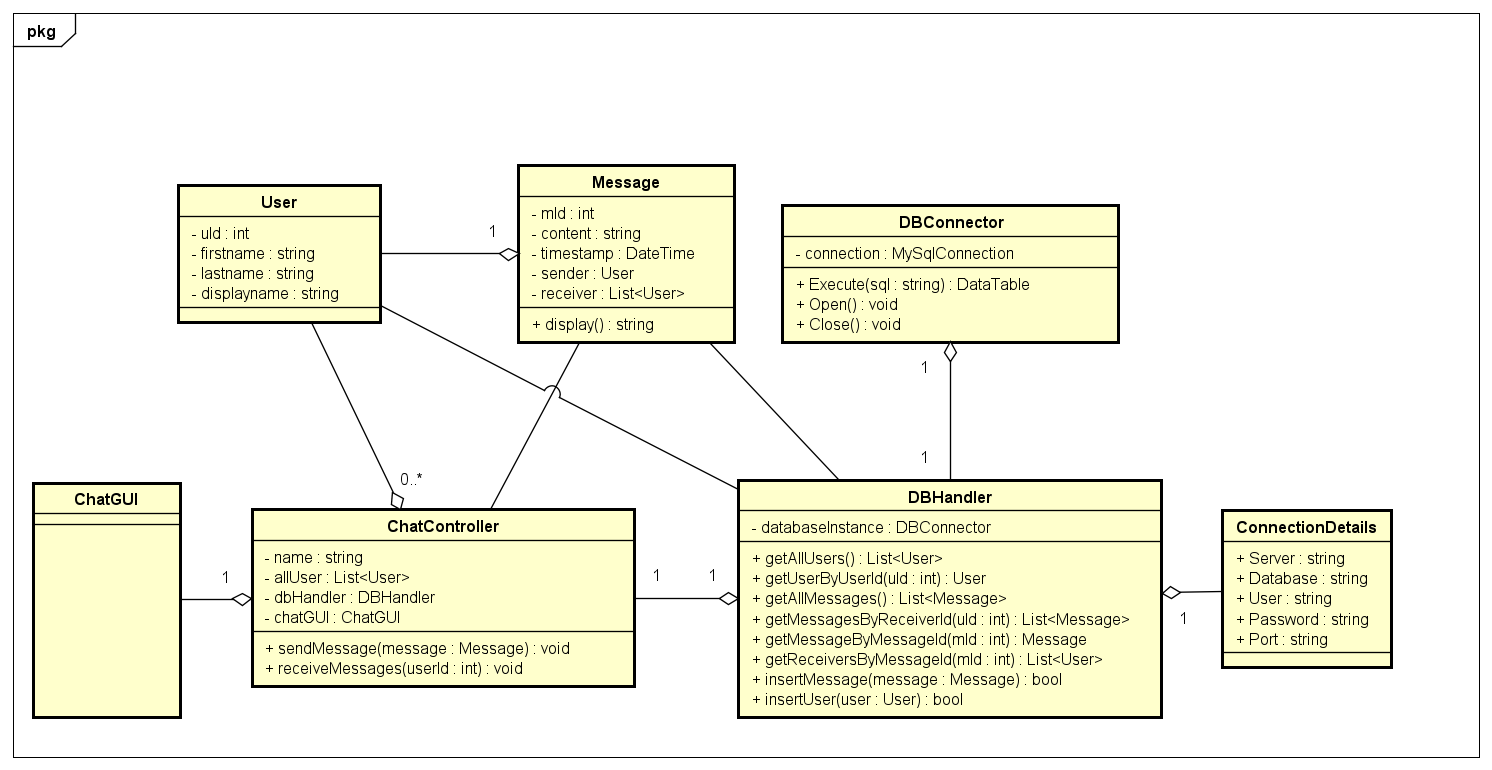 pkg
User
- uId : int
- firstname : string
- lastname : string
- displayname : string
1
Message
- mId : int
- content : string
- timestamp : DateTime
- sender : User
- receiver : List<User>
+ display() : string
DBConnector
- connection : MySqlConnection
+ Execute(sql : string) : DataTable
+ Open() : void
+ Close() : void
1
1
0..*
ChatGUI
1
ChatController
- name : string
- allUser : List<User>
- dbHandler : DBHandler
- chatGUI : ChatGUI
+ sendMessage(message : Message) : void
+ receiveMessages(userId : int) : void
1
1
DBHandler
- databaseInstance : DBConnector
+ getAllUsers() : List<User>
+ getUserByUserId(uId : int) : User
+ getAllMessages() : List<Message>
+ getMessagesByReceiverId(uId : int) : List<Message>
+ getMessageByMessageId(mId : int) : Message
+ getReceiversByMessageId(mId : int) : List<User>
+ insertMessage(message : Message) : bool
+ insertUser(user : User) : bool
1
ConnectionDetails
+ Server : string
+ Database : string
+ User : string
+ Password : string
+ Port : string